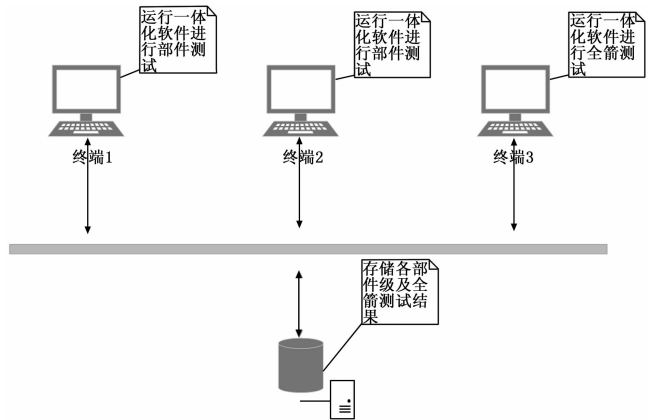 运行一体
化软件进
行部件测
试
运行一体
化软件进
行部件测
试
运行一体
化软件进
行全箭测
试
终端1
终端2
终端3
存储各部
件级及全
箭测试结
果